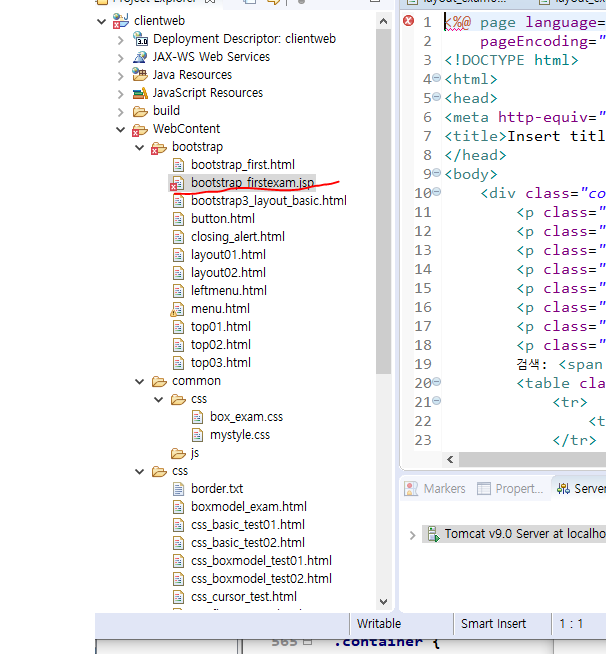 Project Explorer
clientweb
Deployment Descriptor: clientweb
JAX-WS Web Services
Java Resources
JavaScript Resources
build
WebContent
bootstrap
bootstrap_first.html
bootstrap_firstexam.jsp
bootstrap3_layout_basic.html
button.html
closing_alert.html
layout01.html
layout02.html
leftmenu.html
menu.html
top01.html
top02.html
top03.html
common
css
box_exam.css
mystyle.css
js
css
border.txt
boxmodel_exam.html
css_basic_test01.html
css_basic_test02.html
css_boxmodel_test01.html
css_boxmodel_test02.html
css_cursor_test.html
1 <%@ page language=
2 pageEncoding="
3 <!DOCTYPE html>
4 <html>
5 <head>
6 <meta http-equiv="
7 <title>Insert titl
8 </head>
9 <body>
10 <div class="co
11 <p class="
12 <p class="
13 <p class="
14 <p class="
15 <p class="
16 <p class="
17 <p class="
18 <p class="
19 검색: <span
20 <table clas
21 <tr>
22 <t
23 </tr>
Markers Propert... Server
Tomcat v9.0 Server at localho
Writable Smart Insert 1 : 1
565 .container {